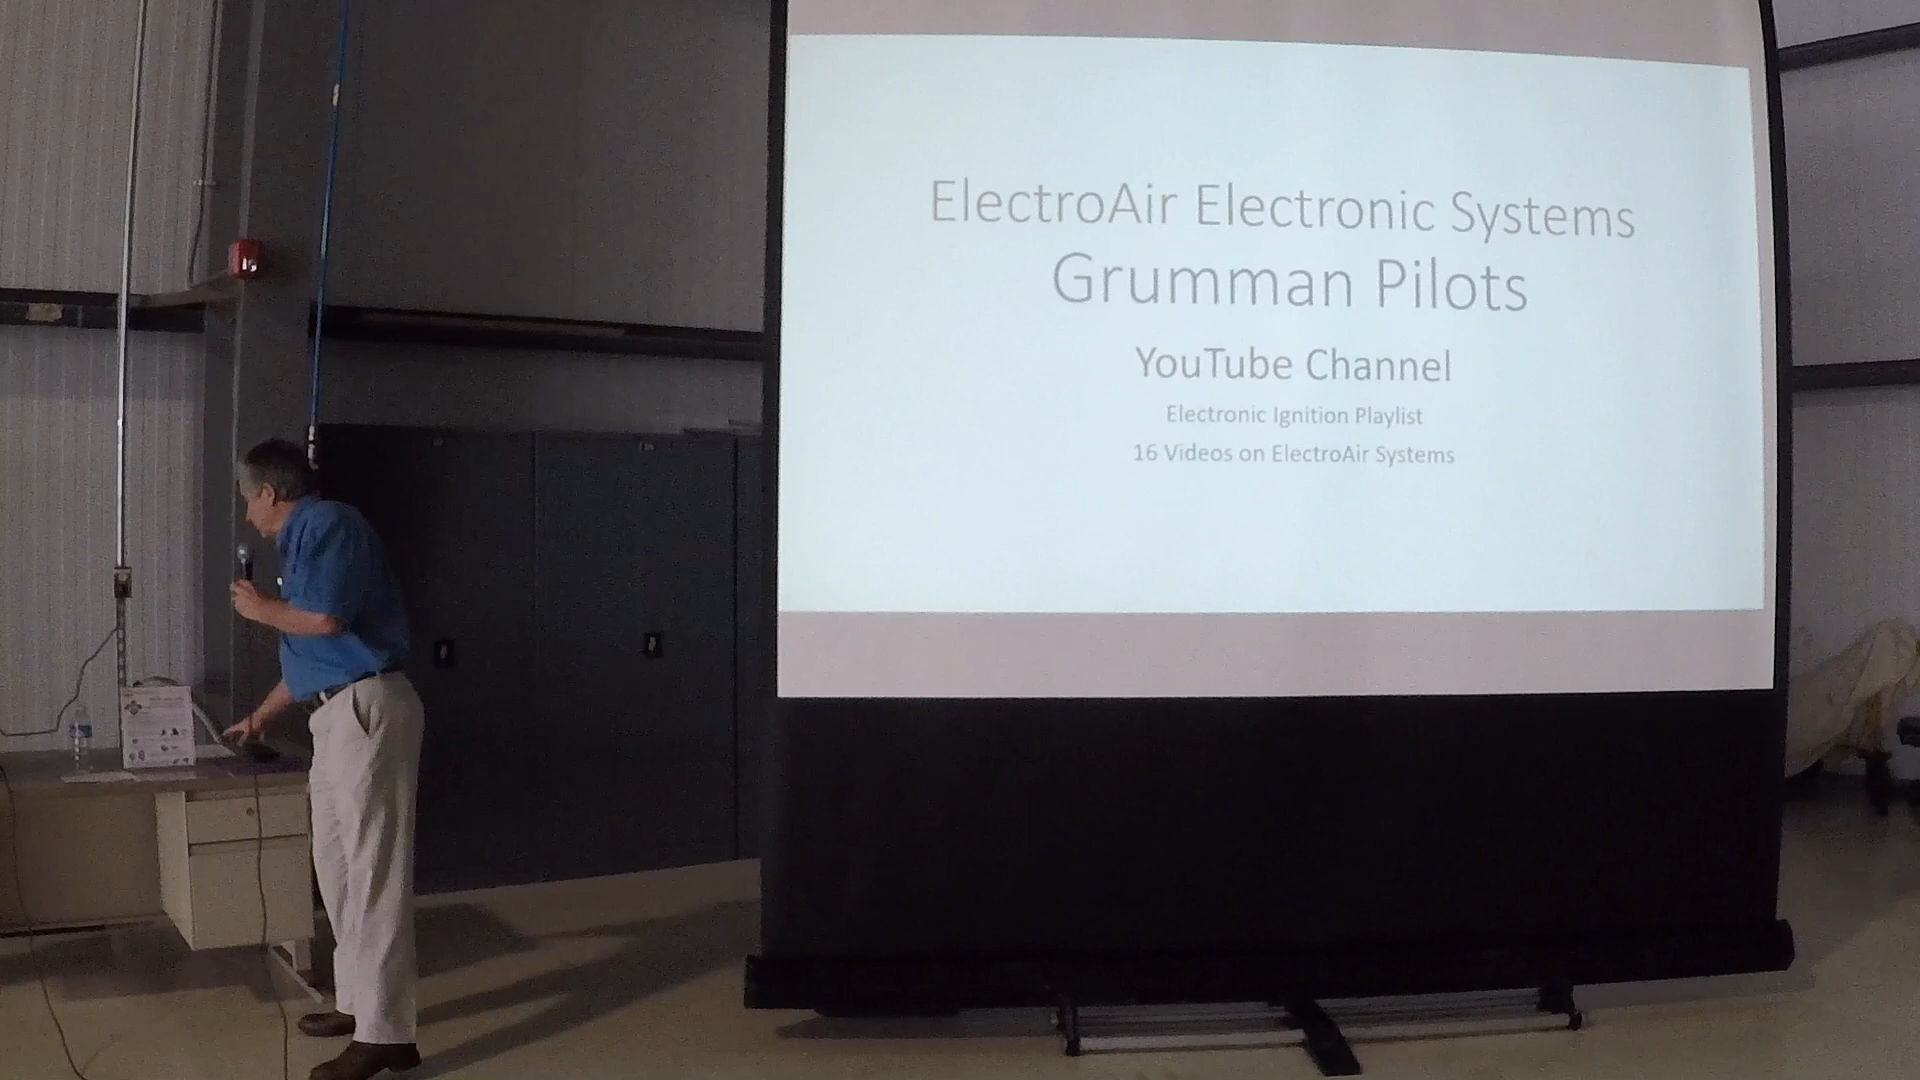 ElectroAir Electronic Systems
Grumman Pilots
YouTube Channel
Electronic Ignition Playlist
16 Videos on ElectroAir Systems